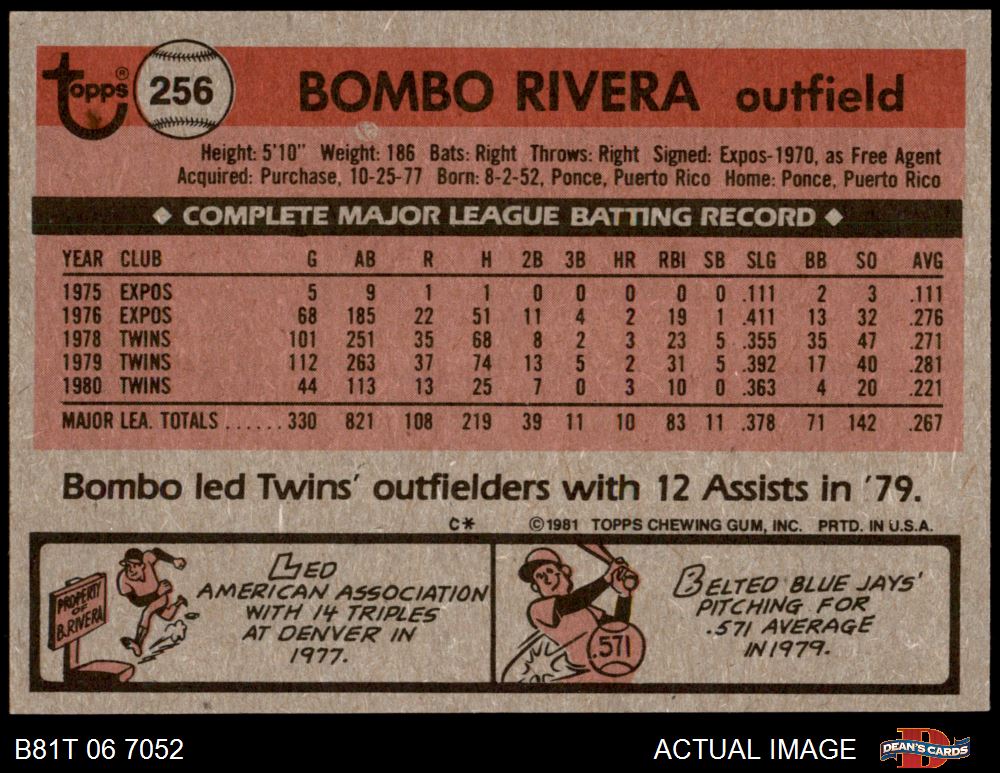 topps® 256 BOMBO RIVERA outfield
Height: 5'10" Weight: 186 Bats: Right Throws: Right Signed: Expos-1970, as Free Agent
Acquired: Purchase, 10-25-77 Born: 8-2-52, Ponce, Puerto Rico Home: Ponce, Puerto Rico
◆ COMPLETE MAJOR LEAGUE BATTING RECORD ◆
YEAR CLUB G AB R H 2B 3B HR RBI SB SLG BB SO AVG
1975 EXPOS 5 9 1 1 0 0 0 0 0 .111 2 3 .111
1976 EXPOS 68 185 22 51 11 4 2 19 1 .411 13 32 .276
1978 TWINS 101 251 35 68 8 2 3 23 5 .355 35 47 .271
1979 TWINS 112 263 37 74 13 5 2 31 5 .392 17 40 .281
1980 TWINS 44 113 13 25 7 0 3 10 0 .363 4 20 .221
MAJOR LEA. TOTALS ...... 330 821 108 219 39 11 10 83 11 .378 71 142 .267
Bombo led Twins' outfielders with 12 Assists in '79.
C* ©1981 TOPPS CHEWING GUM, INC. PRTD. IN U.S.A.
PROPERTY
OF
B.RIVERA
LED
AMERICAN ASSOCIATION
WITH 14 TRIPLES
AT DENVER IN
1977.
.571
BELTED BLUE JAYS'
PITCHING FOR
.571 AVERAGE
IN 1979.
B81T 06 7052 ACTUAL IMAGE DEAN'S CARDS